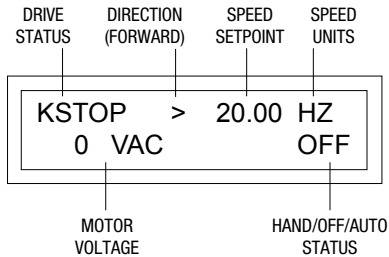 DRIVE DIRECTION SPEED SPEED
STATUS (FORWARD) SETPOINT UNITS
KSTOP > 20.00 HZ
0 VAC OFF
MOTOR HAND/OFF/AUTO
VOLTAGE STATUS